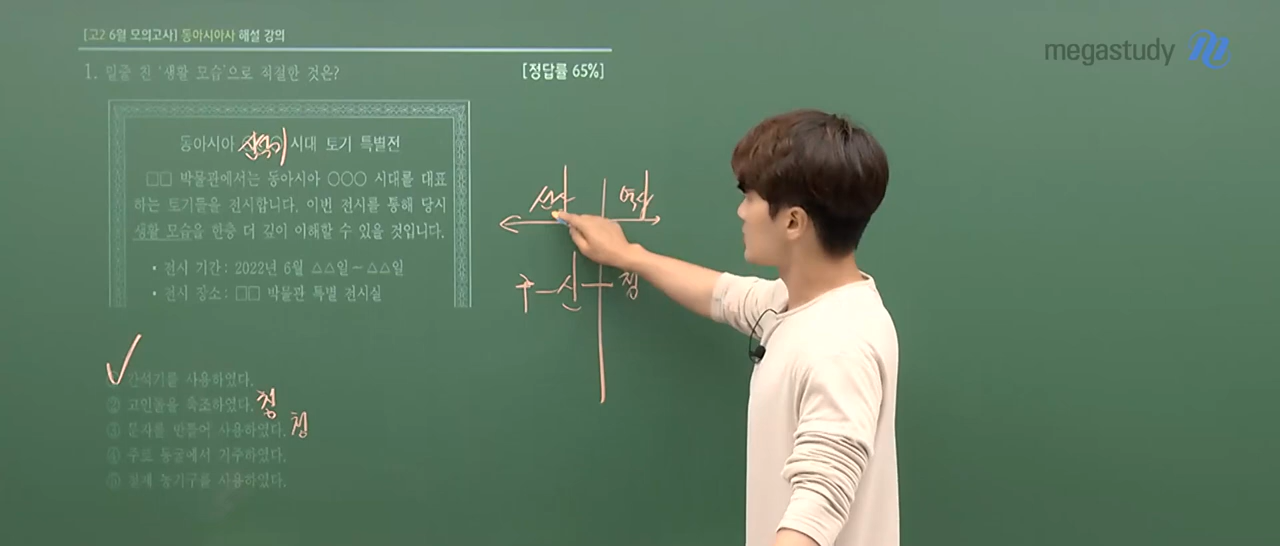 [고2 6월 모의고사] 동아시아사 해설 강의
megastudy
1. 밑줄 친 '생활 모습'으로 적절한 것은?
[정답률 65%]
동아시아 신석기 시대 토기 특별전
□□ 박물관에서는 동아시아 ○○○ 시대를 대표
하는 토기들을 전시합니다. 이번 전시를 통해 당시
생활 모습을 한층 더 깊이 이해할 수 있을 것입니다.
• 전시 기간: 2022년 6월 △△일~△△일
• 전시 장소: □□ 박물관 특별 전시실
선사 역사
구 - 신 - 청
① 간석기를 사용하였다.
② 고인돌을 축조하였다. 청
③ 문자를 만들어 사용하였다. 청
④ 주로 동굴에서 거주하였다.
⑤ 철제 농기구를 사용하였다.